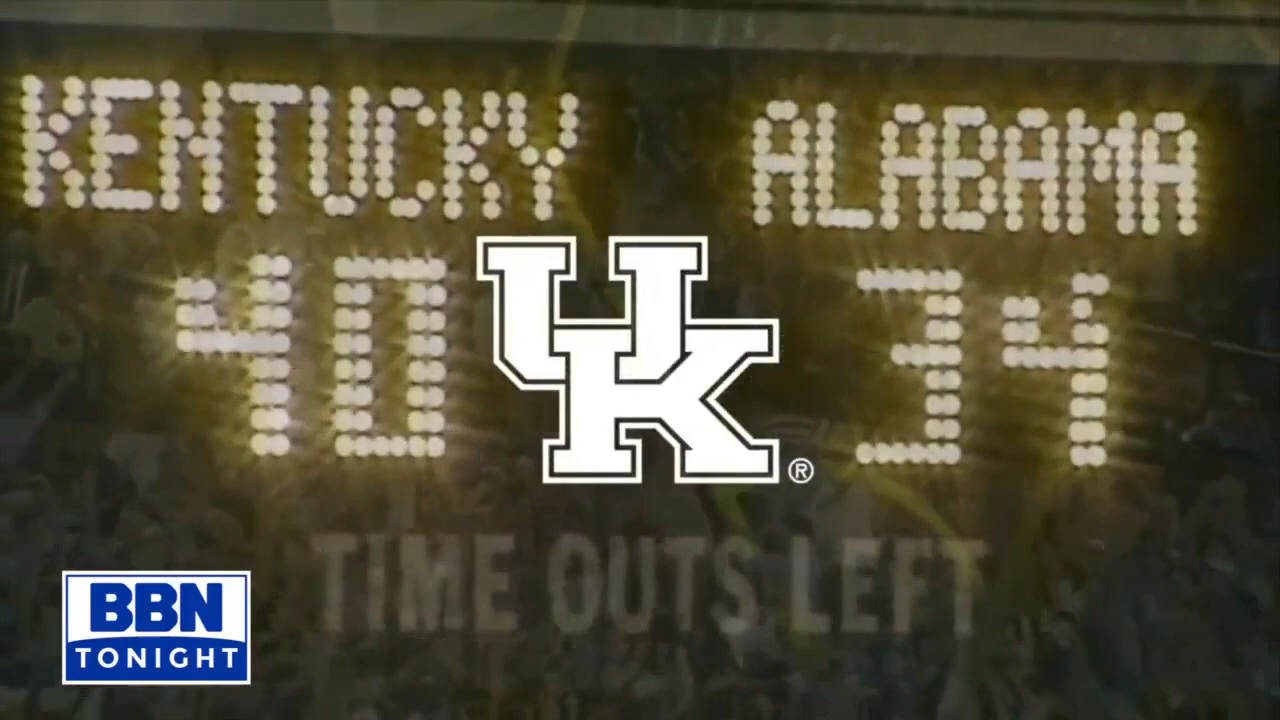 KENTUCKY ALABAMA
40 34
UK®
TIME OUTS LEFT
BBN
TONIGHT